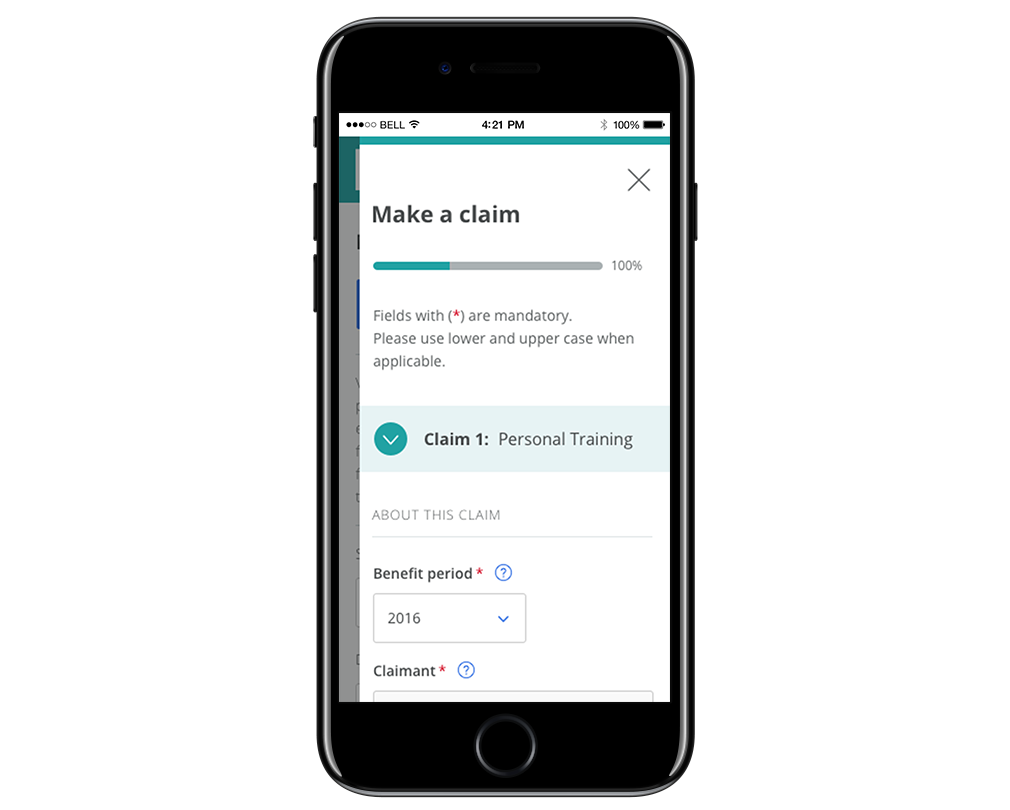 BELL 4:21 PM 100%
Make a claim
100%
Fields with (*) are mandatory.
Please use lower and upper case when
applicable.
Claim 1: Personal Training
ABOUT THIS CLAIM
Benefit period * ?
2016
Claimant * ?